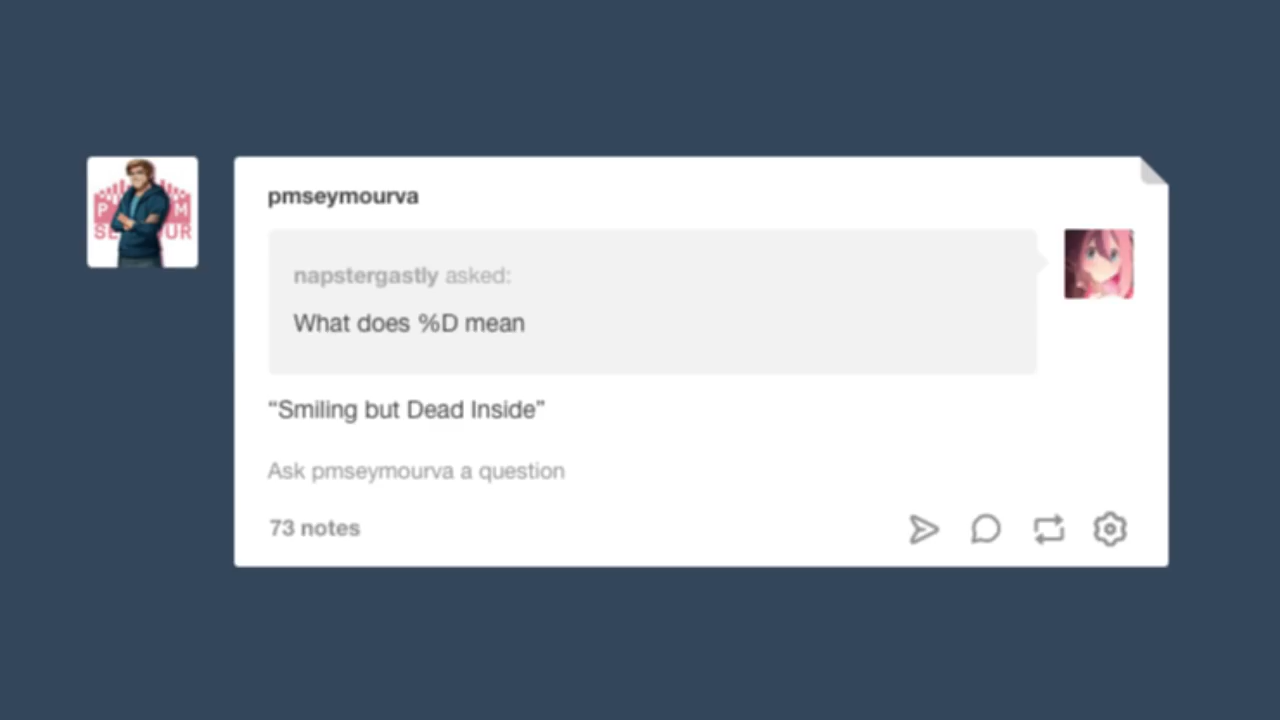 pmseymourva
napstergastly asked:
What does %D mean
“Smiling but Dead Inside”
Ask pmseymourva a question
73 notes